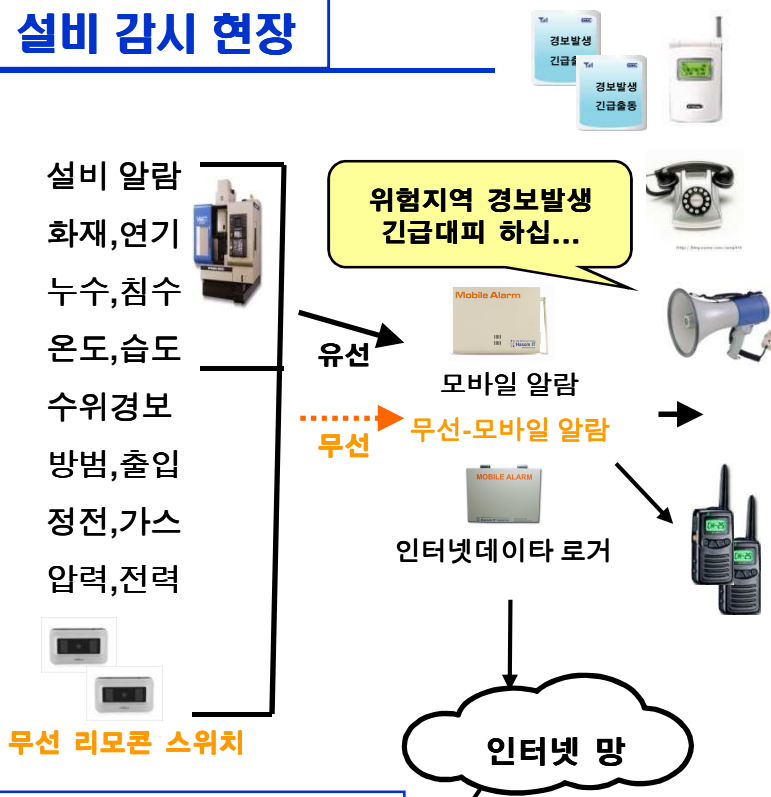 설비 감시 현장
경보발생
긴급출
경보발생
긴급출동
설비 알람
화재,연기
누수,침수
온도,습도
수위경보
방범,출입
정전,가스
압력,전력
무선 리모콘 스위치
위험지역 경보발생
긴급대피 하십...
유선
무선
Mobile Alarm
모바일 알람
무선-모바일 알람
MOBILE ALARM
인터넷데이타 로거
CH-25
CH-25
인터넷 망